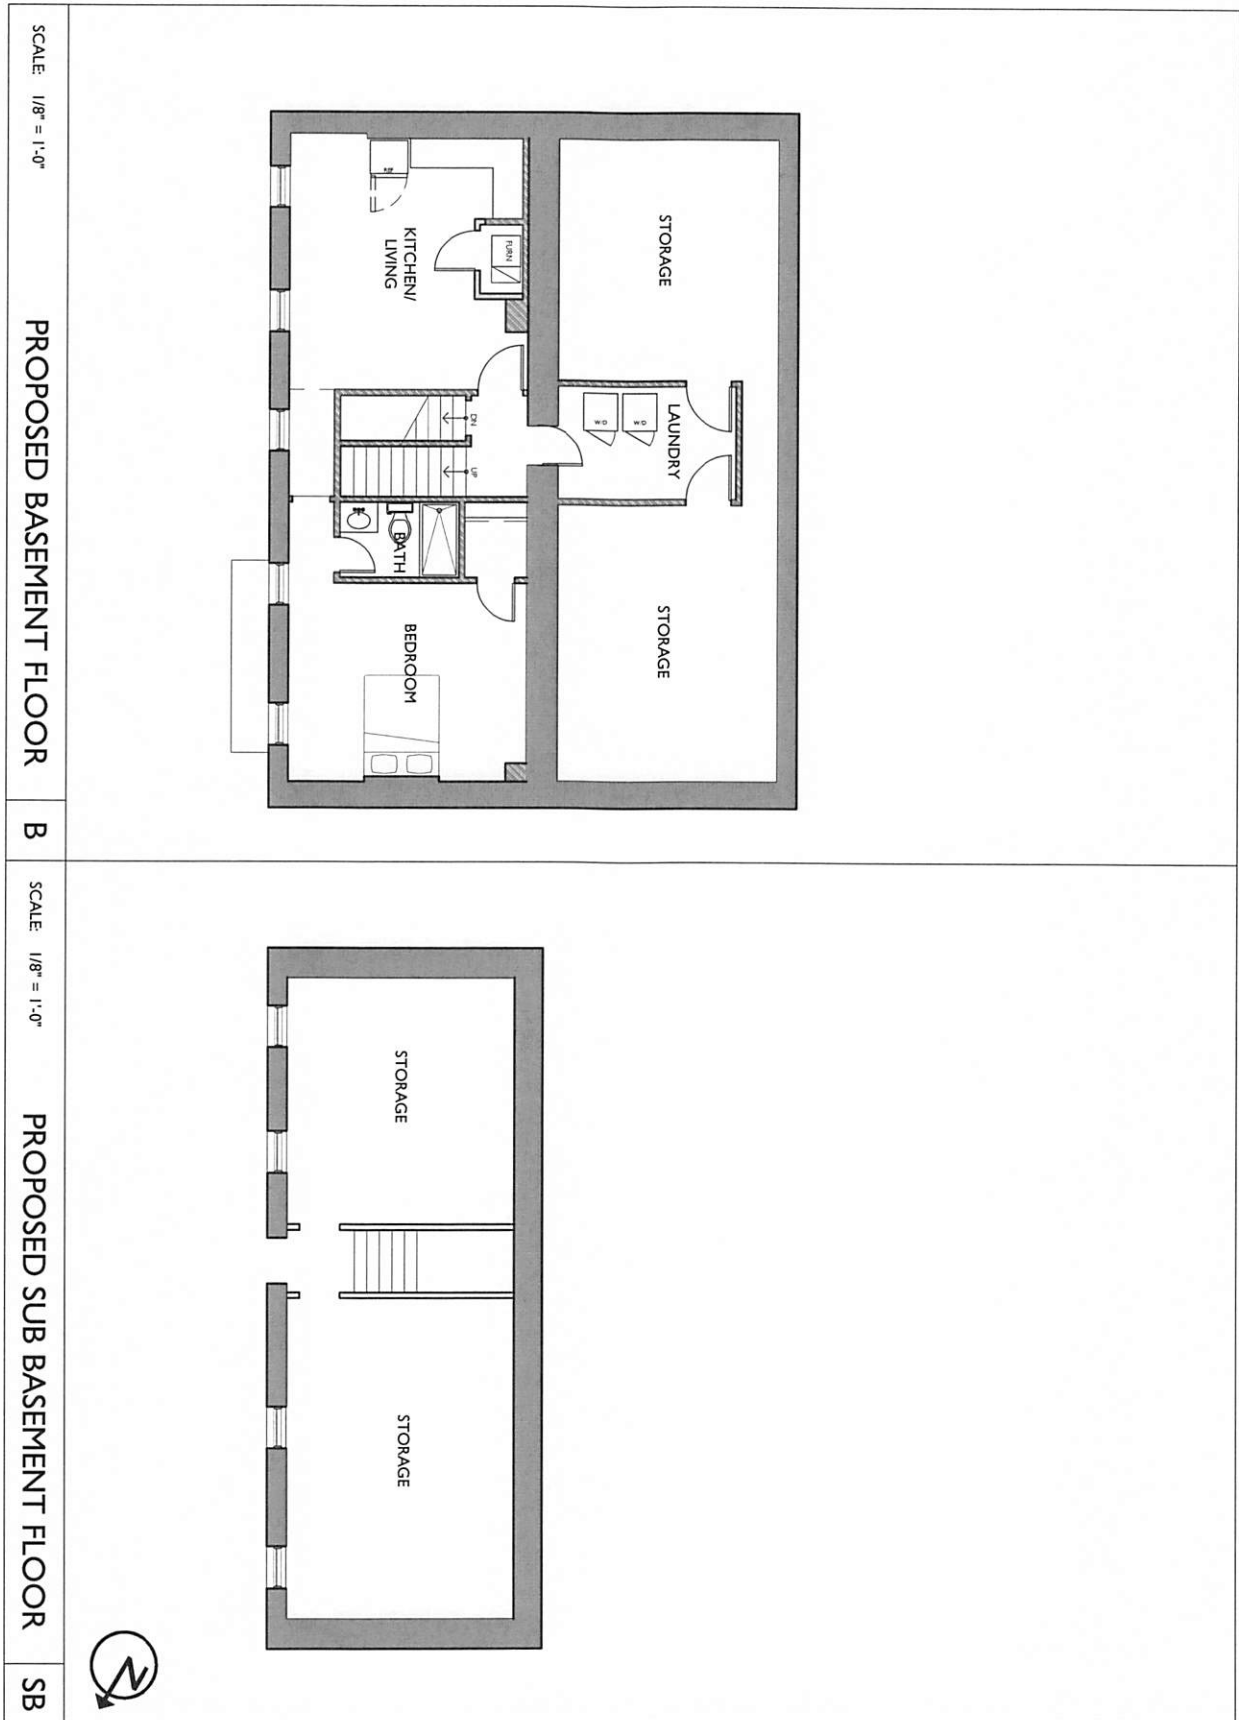 STORAGE
STORAGE
LAUNDRY
W D
W D
REF
KITCHEN/
LIVING
FURN
DN
UP
BATH
BEDROOM
SCALE: 1/8" = 1'-0"
PROPOSED BASEMENT FLOOR
B
STORAGE
STORAGE
SCALE: 1/8" = 1'-0"
PROPOSED SUB BASEMENT FLOOR
SB
N